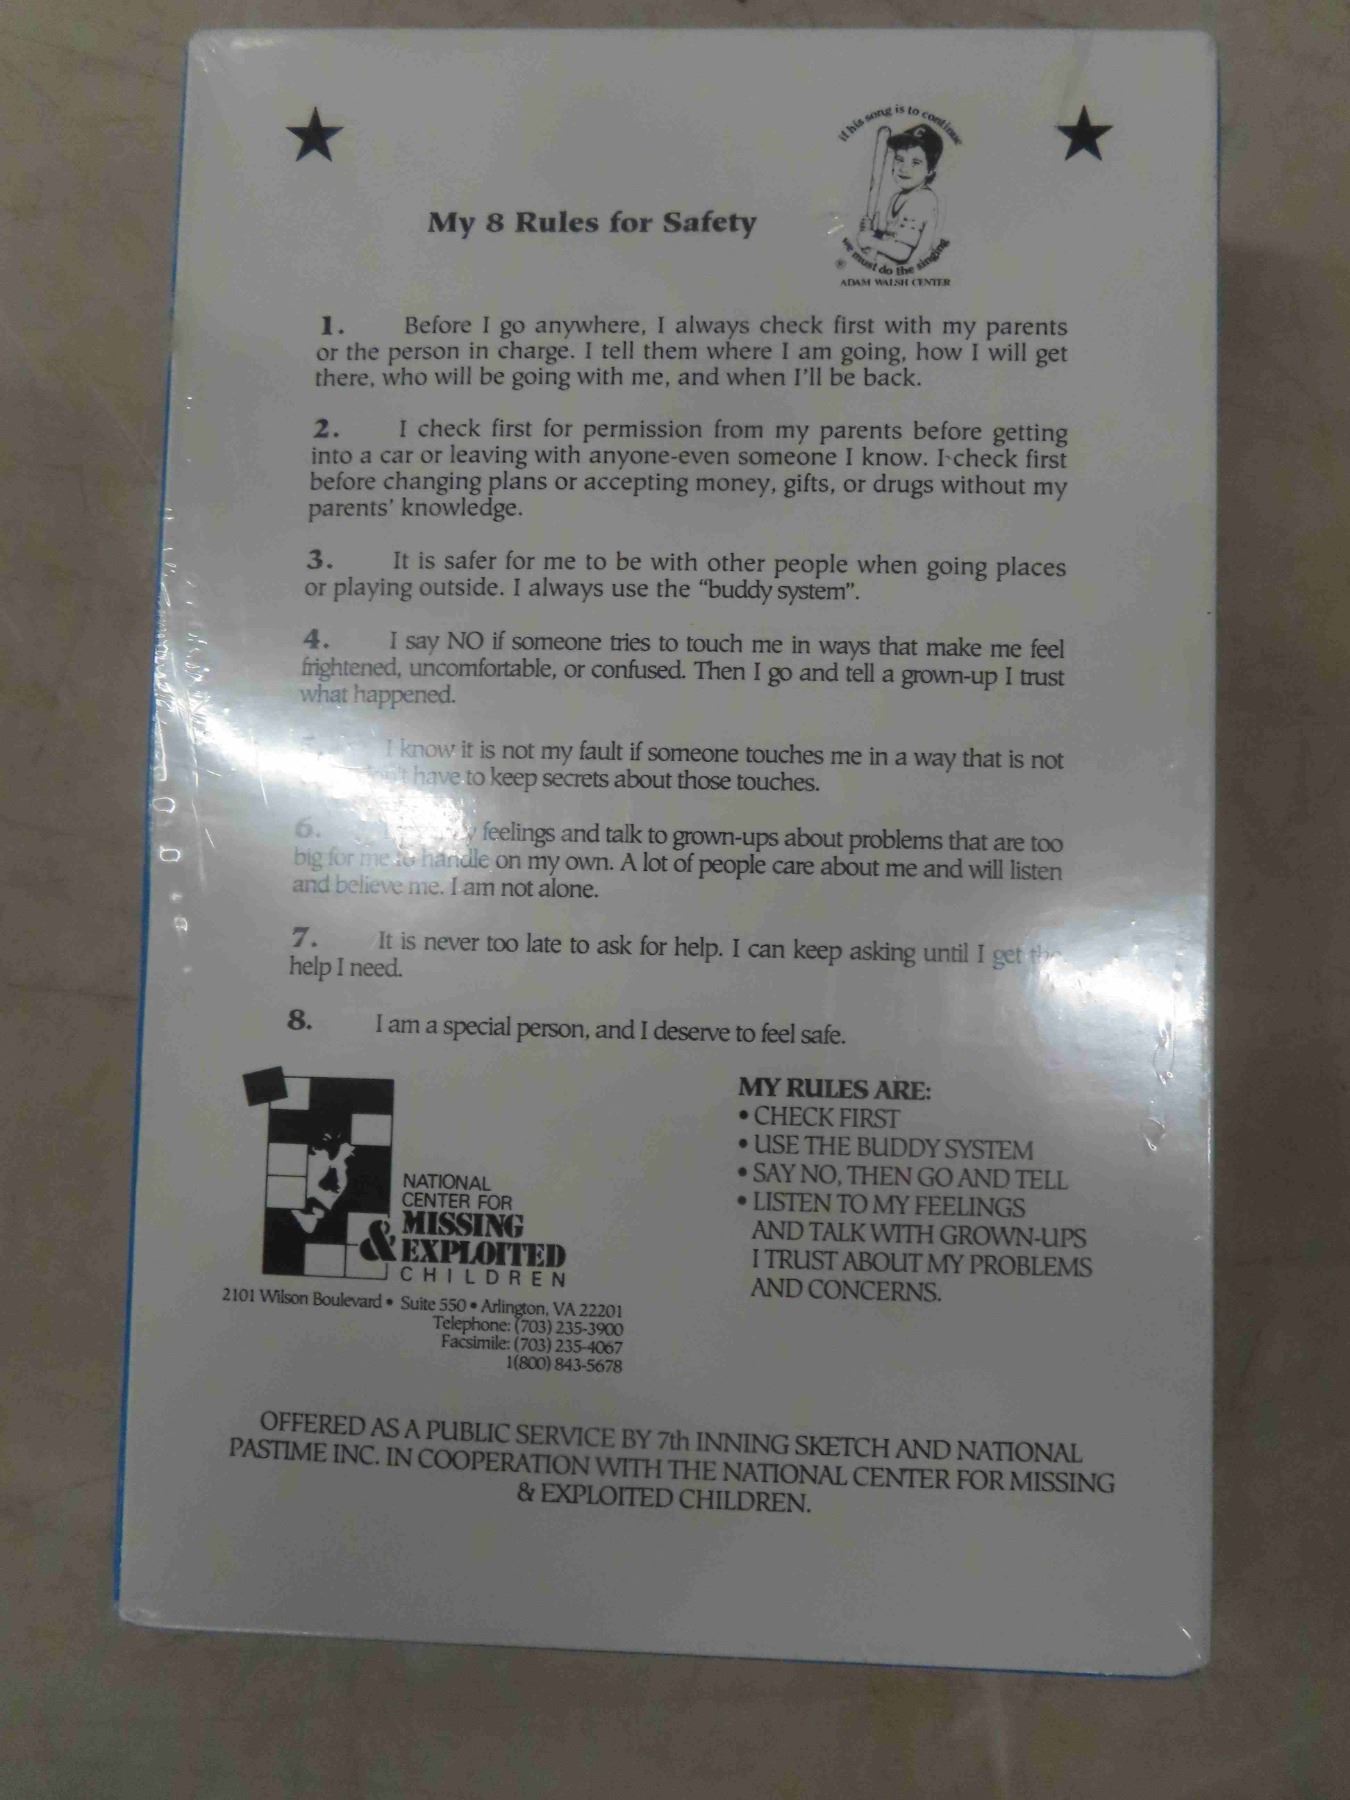 if his song is to continue
we must do the singing
®
ADAM WALSH CENTER
My 8 Rules for Safety
1. Before I go anywhere, I always check first with my parents
or the person in charge. I tell them where I am going, how I will get
there, who will be going with me, and when I'll be back.
2. I check first for permission from my parents before getting
into a car or leaving with anyone-even someone I know. I check first
before changing plans or accepting money, gifts, or drugs without my
parents' knowledge.
3. It is safer for me to be with other people when going places
or playing outside. I always use the "buddy system".
4. I say NO if someone tries to touch me in ways that make me feel
frightened, uncomfortable, or confused. Then I go and tell a grown-up I trust
what happened.
5. I know it is not my fault if someone touches me in a way that is not
don't have to keep secrets about those touches.
6. feelings and talk to grown-ups about problems that are too
big for me to handle on my own. A lot of people care about me and will listen
and believe me. I am not alone.
7. It is never too late to ask for help. I can keep asking until I get the
help I need.
8. I am a special person, and I deserve to feel safe.
NATIONAL
CENTER FOR
MISSING
& EXPLOITED
CHILDREN
2101 Wilson Boulevard • Suite 550 • Arlington, VA 22201
Telephone: (703) 235-3900
Facsimile: (703) 235-4067
1(800) 843-5678
MY RULES ARE:
• CHECK FIRST
• USE THE BUDDY SYSTEM
• SAY NO, THEN GO AND TELL
• LISTEN TO MY FEELINGS
AND TALK WITH GROWN-UPS
I TRUST ABOUT MY PROBLEMS
AND CONCERNS.
OFFERED AS A PUBLIC SERVICE BY 7th INNING SKETCH AND NATIONAL
PASTIME INC. IN COOPERATION WITH THE NATIONAL CENTER FOR MISSING
& EXPLOITED CHILDREN.